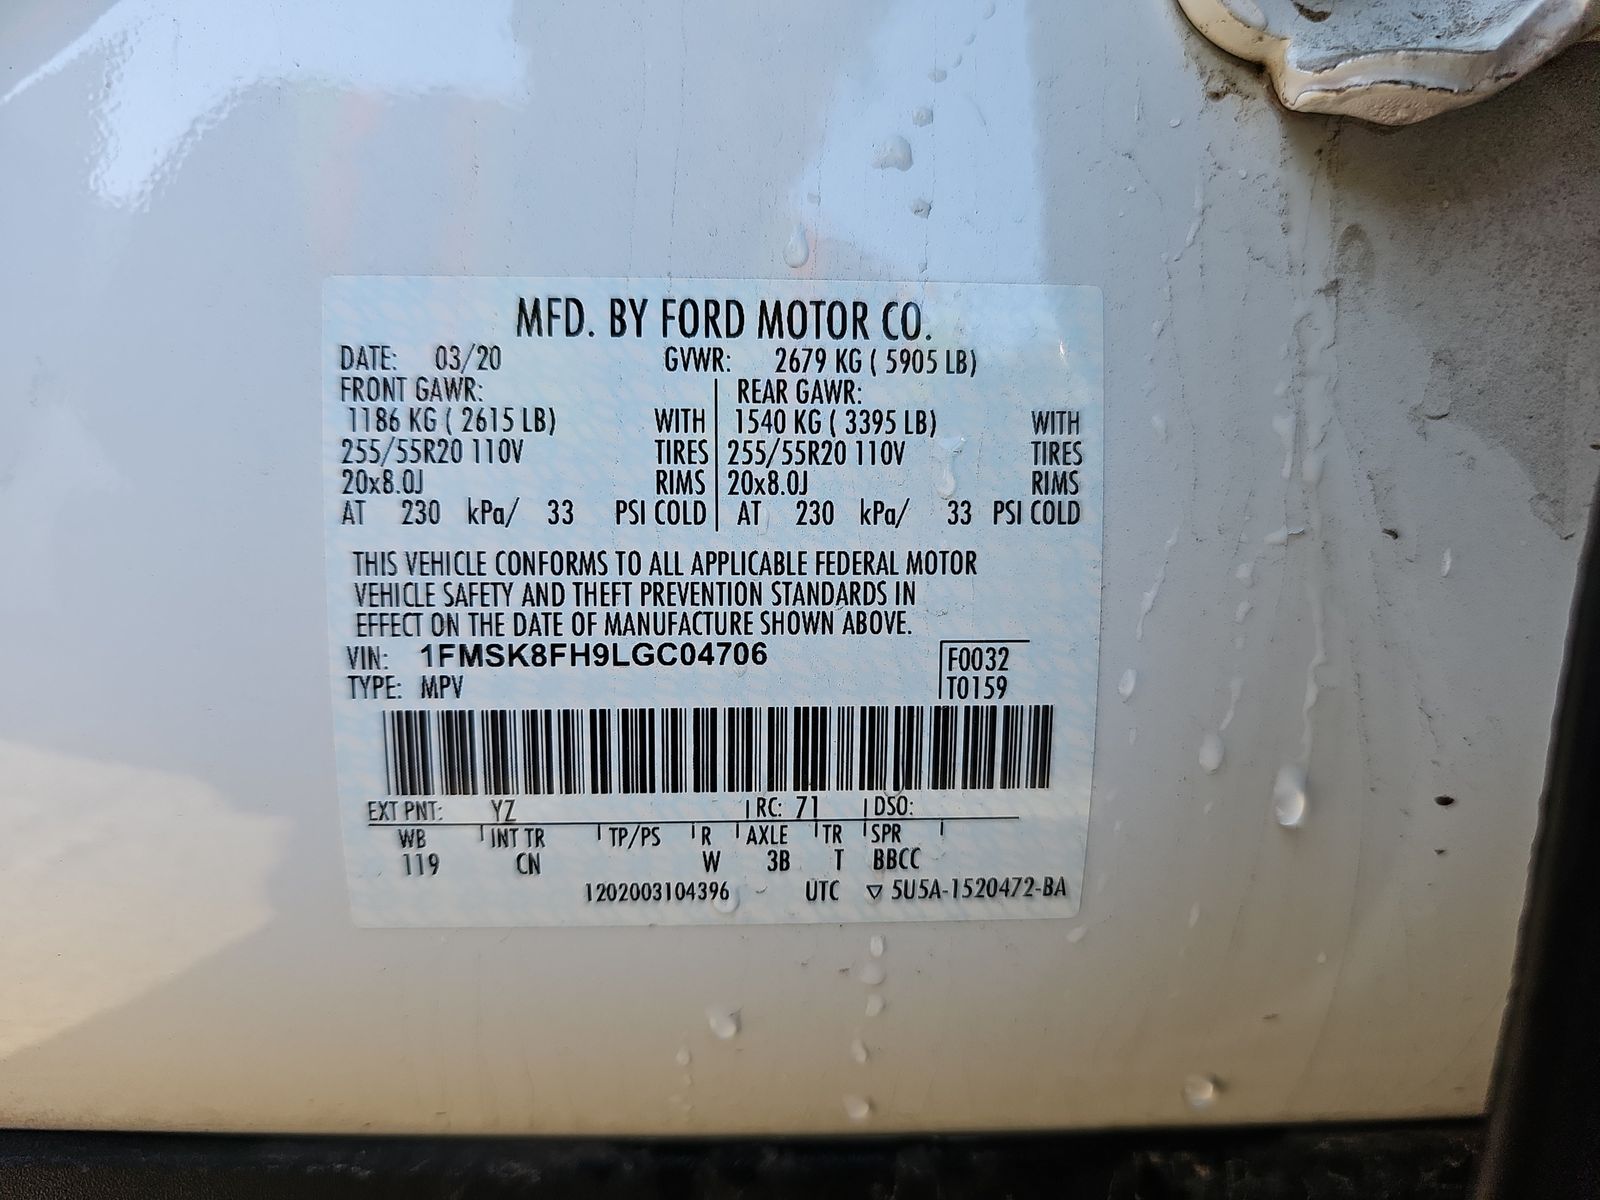 MFD. BY FORD MOTOR CO.
DATE: 03/20 GVWR: 2679 KG ( 5905 LB)
FRONT GAWR: REAR GAWR:
1186 KG ( 2615 LB) WITH 1540 KG ( 3395 LB) WITH
255/55R20 110V TIRES 255/55R20 110V TIRES
20x8.0J RIMS 20x8.0J RIMS
AT 230 kPa/ 33 PSI COLD AT 230 kPa/ 33 PSI COLD
THIS VEHICLE CONFORMS TO ALL APPLICABLE FEDERAL MOTOR
VEHICLE SAFETY AND THEFT PREVENTION STANDARDS IN
EFFECT ON THE DATE OF MANUFACTURE SHOWN ABOVE.
VIN: 1FMSK8FH9LGC04706 F0032
TYPE: MPV T0159
EXT PNT: YZ RC: 71 DSO:
WB INT TR TP/PS R AXLE TR SPR
119 CN W 3B T BBCC
1202003104396 UTC ▽ 5U5A-1520472-BA